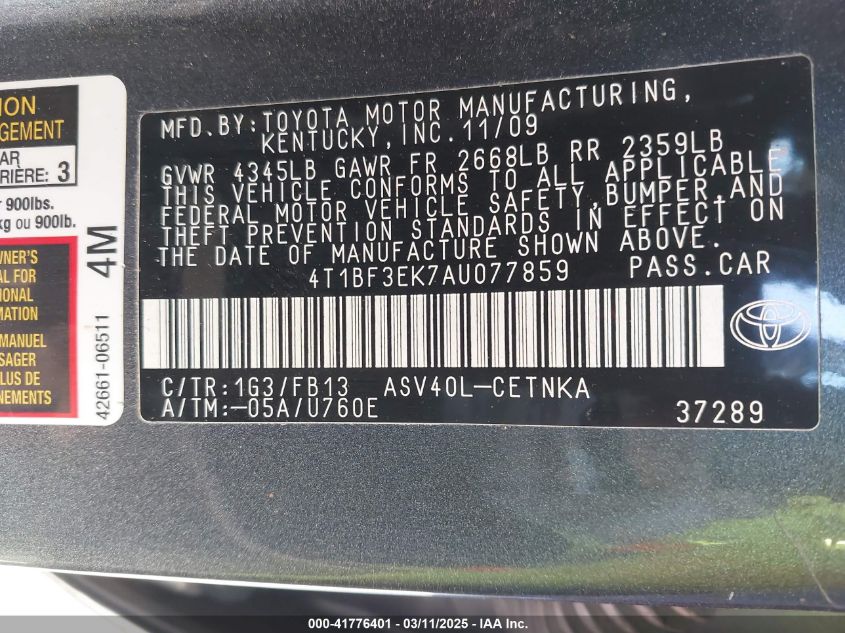 ION
GEMENT
AR
RIÈRE: 3
r 900lbs.
kg ou 900lb.
WNER'S
AL FOR
TIONAL
RMATION
MANUEL
SAGER
LUS DE
NEMENTS
4M
42661-06511
MFD.BY:TOYOTA MOTOR MANUFACTURING,
KENTUCKY,INC.11/09
GVWR 4345LB GAWR FR 2668LB RR 2359LB
THIS VEHICLE CONFORMS TO ALL APPLICABLE
FEDERAL MOTOR VEHICLE SAFETY,BUMPER,AND
THEFT PREVENTION STANDARDS IN EFFECT ON
THE DATE OF MANUFACTURE SHOWN ABOVE.
4T1BF3EK7AU077859 PASS.CAR
C/TR:1G3/FB13 ASV40L-CETNKA
A/TM:-05A/U760E 37289
000-41776401 - 03/11/2025 - IAA Inc.